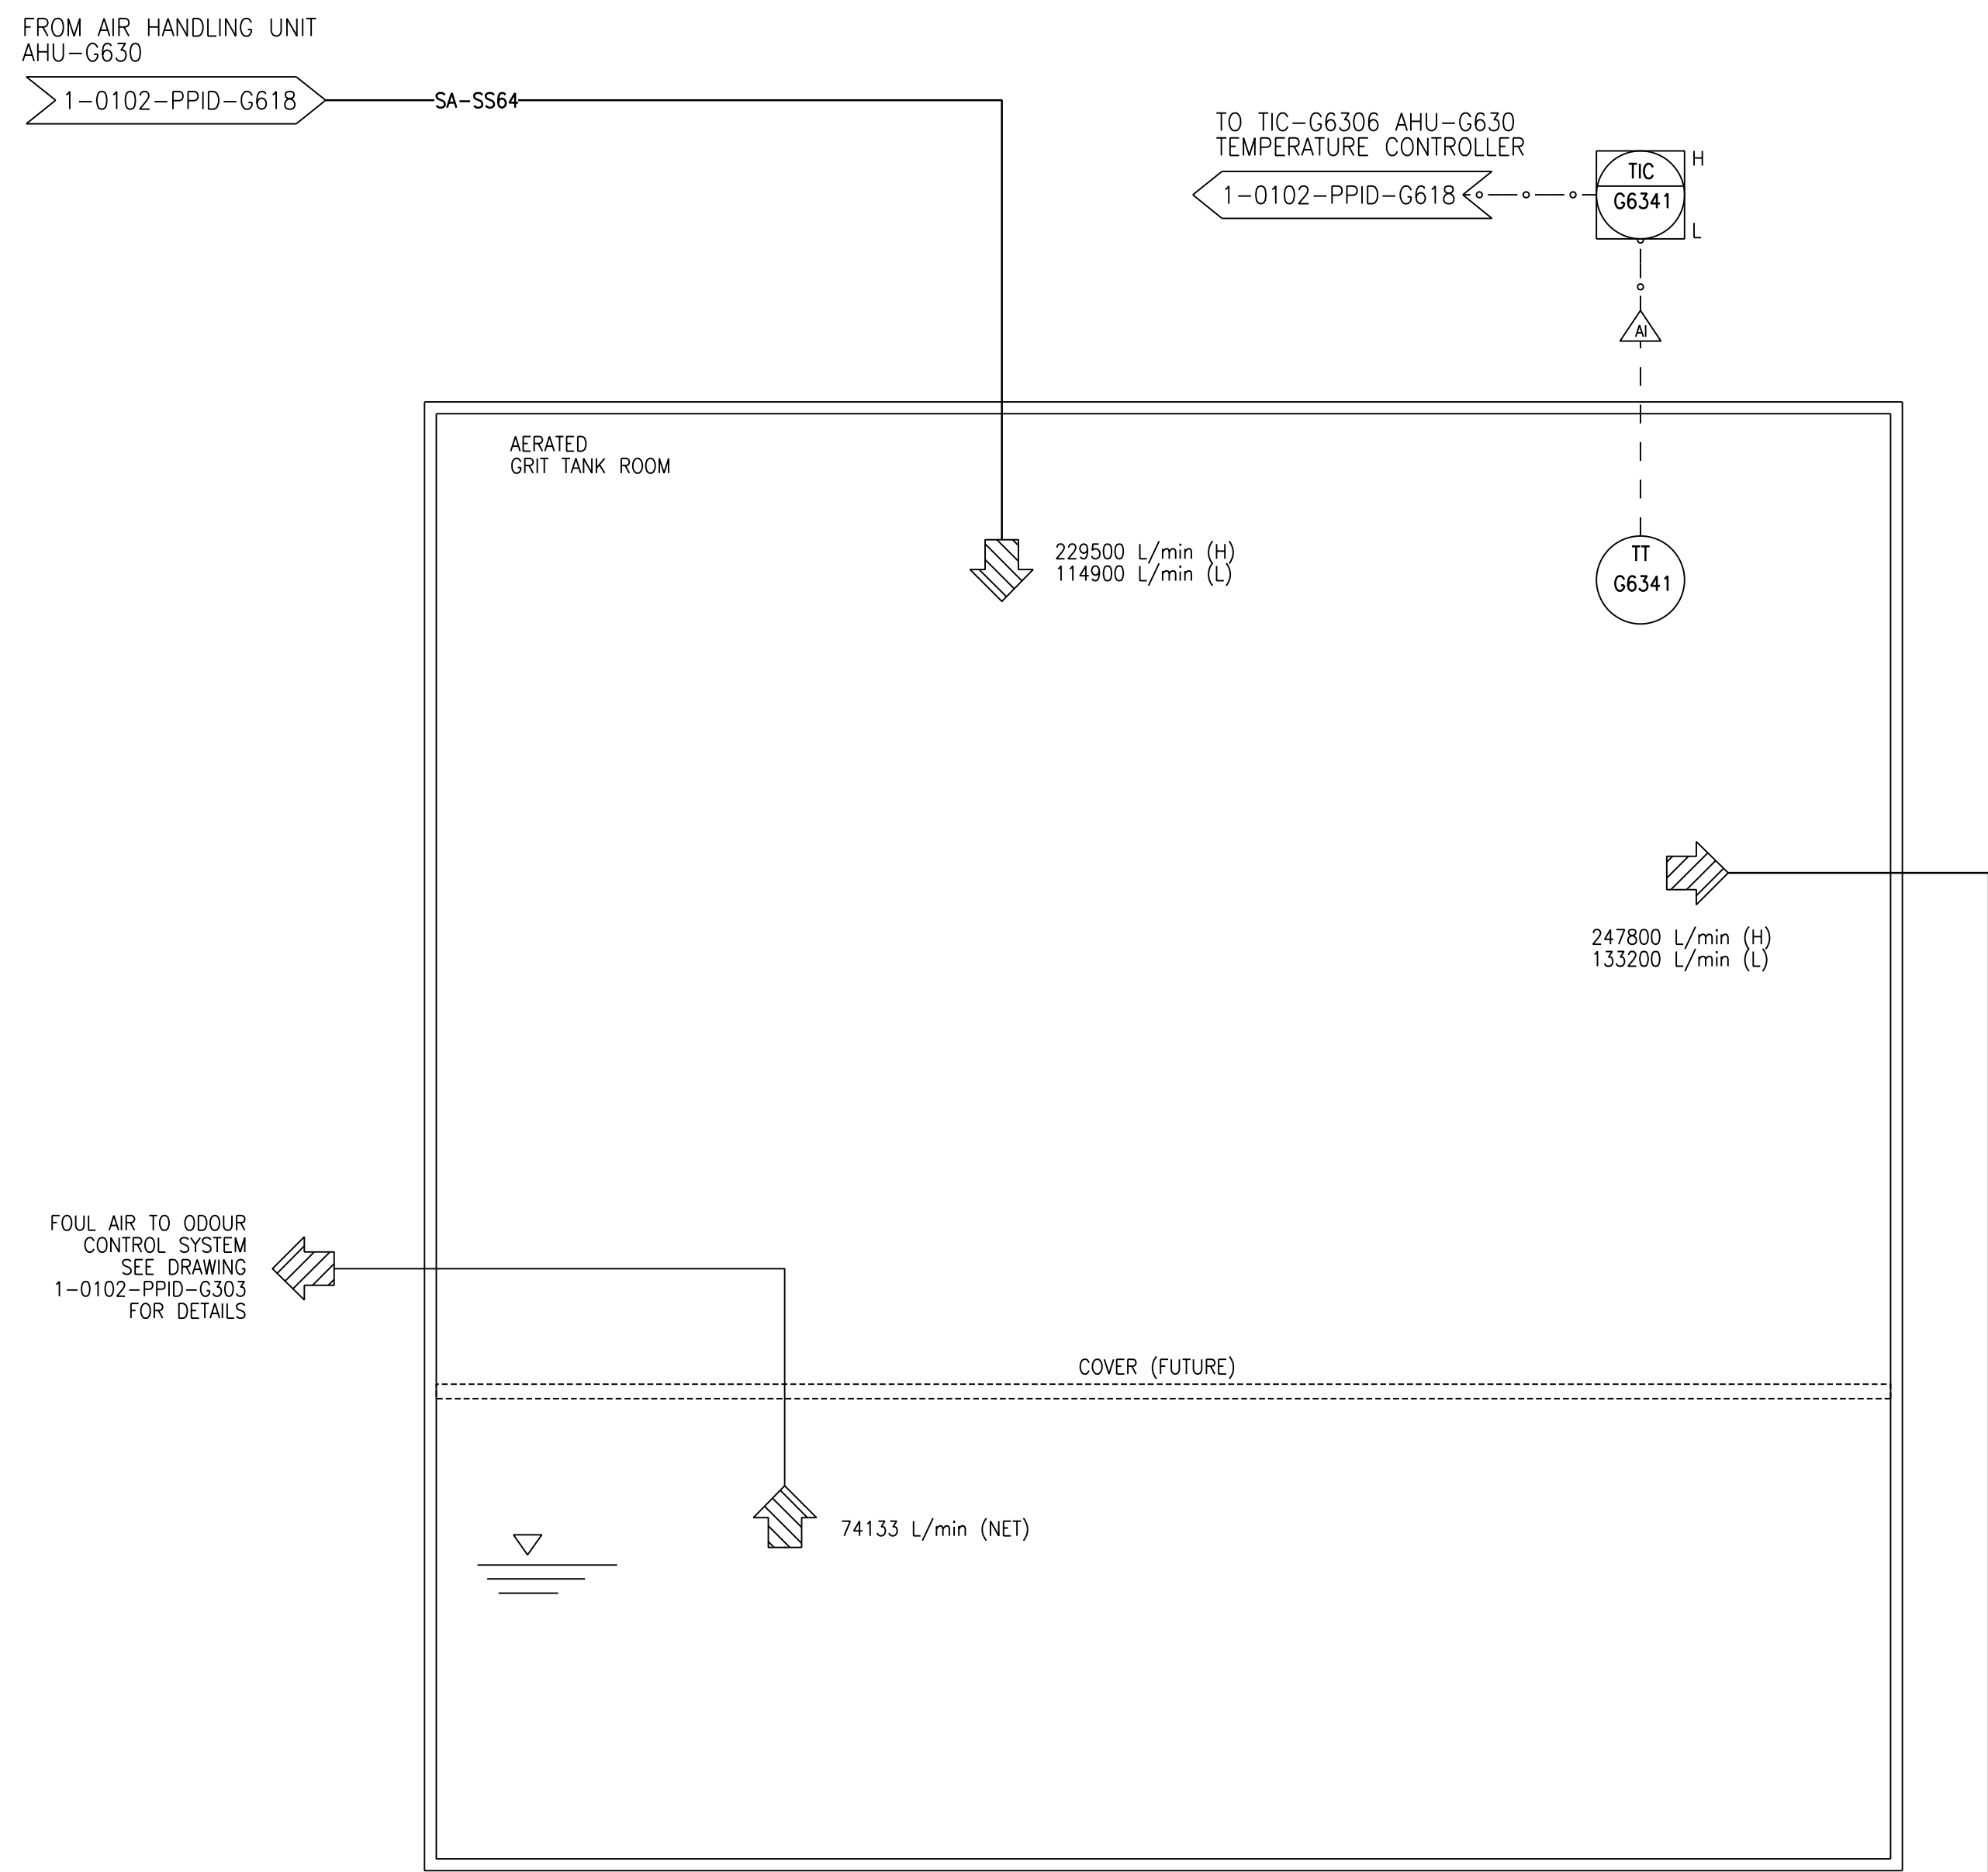 FROM AIR HANDLING UNIT
AHU-G630
1-0102-PPID-G618
SA-SS64
TO TIC-G6306 AHU-G630
TEMPERATURE CONTROLLER
1-0102-PPID-G618
TIC
G6341
H
L
AI
AERATED
GRIT TANK ROOM
229500 L/min (H)
114900 L/min (L)
TT
G6341
247800 L/min (H)
133200 L/min (L)
FOUL AIR TO ODOUR
CONTROL SYSTEM
SEE DRAWING
1-0102-PPID-G303
FOR DETAILS
COVER (FUTURE)
74133 L/min (NET)